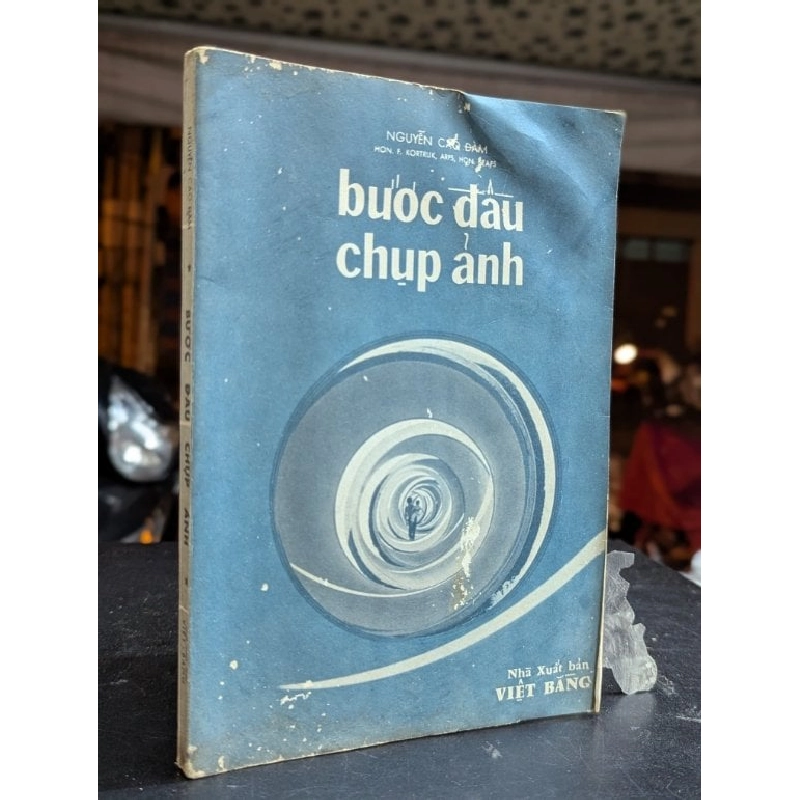 NGUYỄN CAO ĐÀM
HON. F. KORTRIJK, ARPS, HON.
bước đầu
chụp ảnh
Nhà Xuất bản
VIỆT BẰNG
BƯỚC ĐẦU CHỤP ẢNH